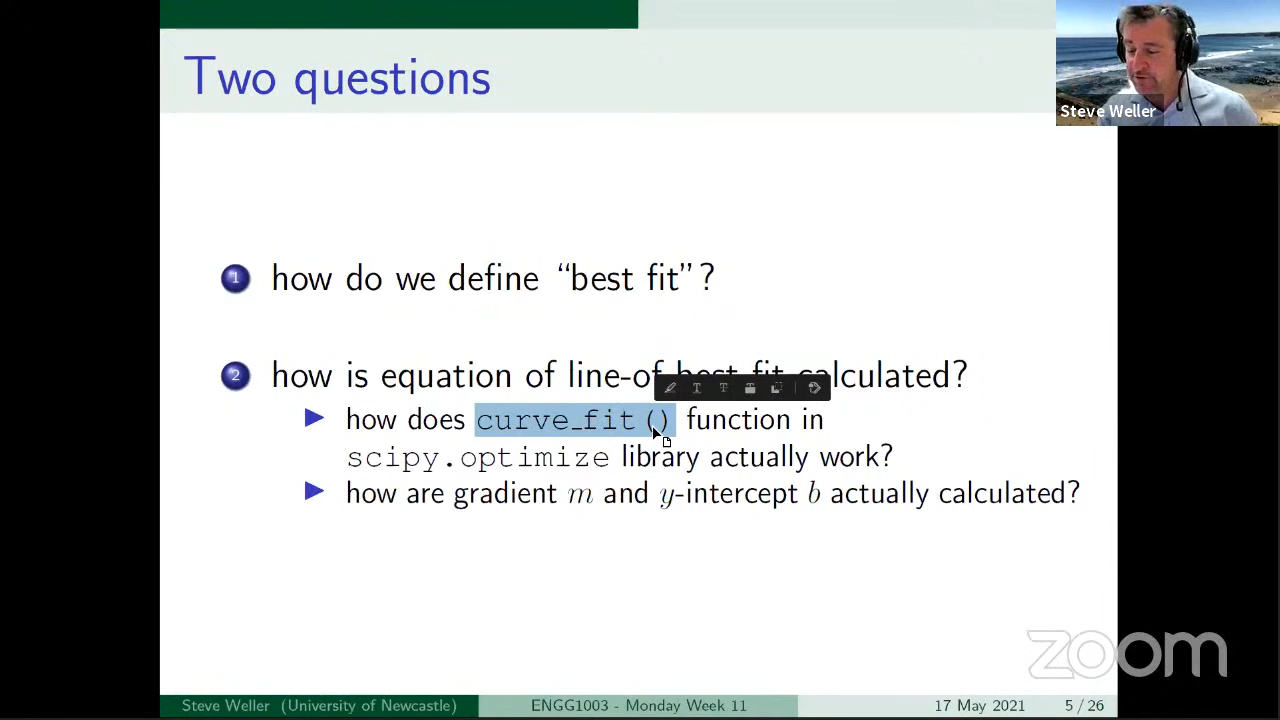 Two questions
Steve Weller
1 how do we define “best fit”?
2 how is equation of line-of best fit calculated?
how does curve_fit() function in
scipy.optimize library actually work?
how are gradient m and y-intercept b actually calculated?
zoom
Steve Weller (University of Newcastle)
ENGG1003 - Monday Week 11
17 May 2021
5 / 26